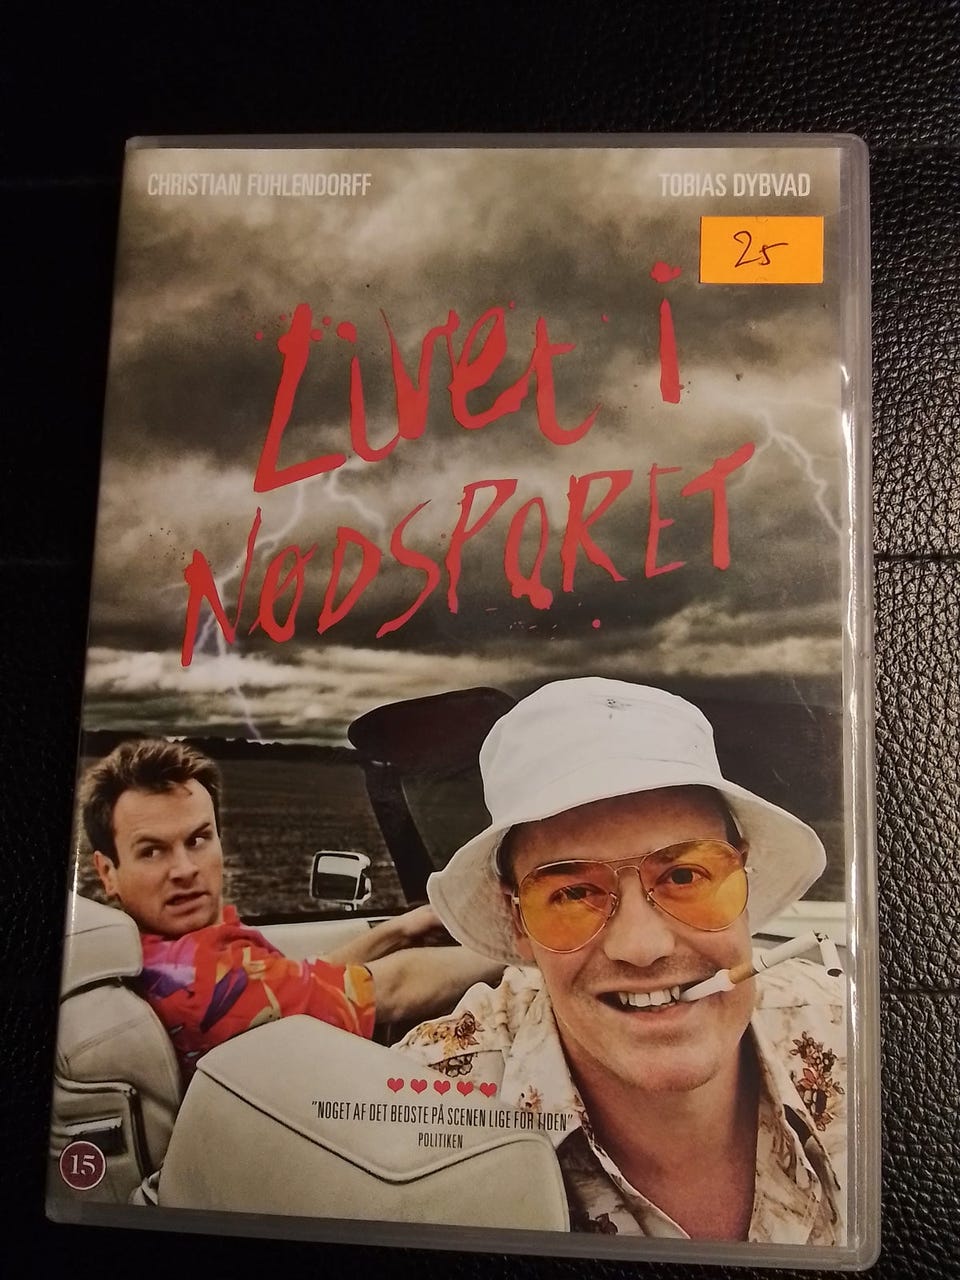 CHRISTIAN FUHLENDORFF
TOBIAS DYBVAD
25
Livet i
NØDSPORET
♥♥♥♥♥
"NOGET AF DET BEDSTE PÅ SCENEN LIGE FOR TIDEN"
POLITIKEN
15